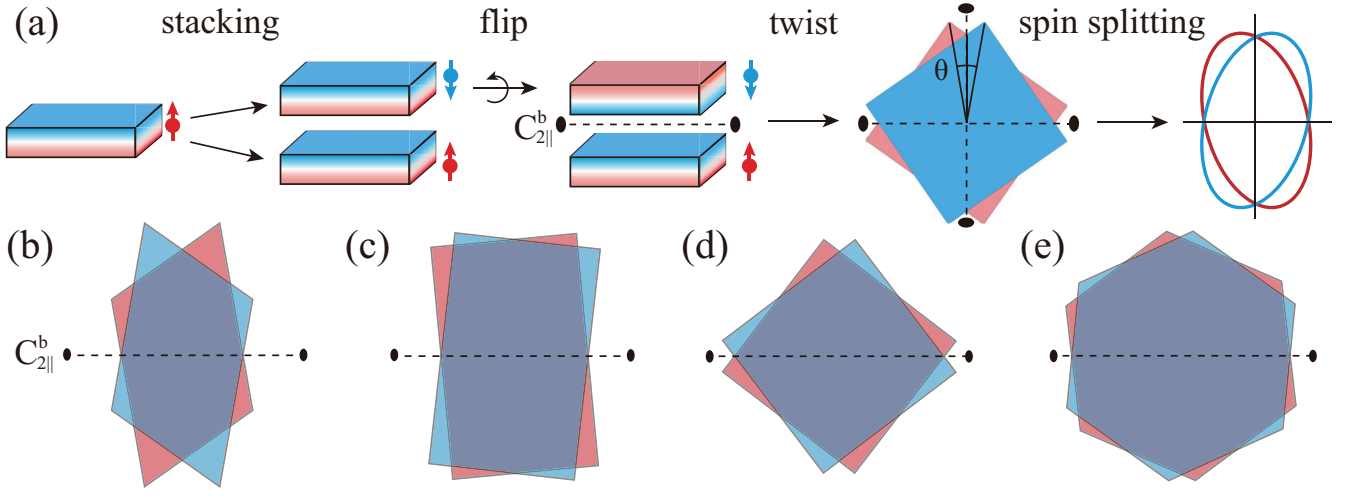 (a) stacking flip twist spin splitting
θ
C₂∥ᵇ
(b) (c) (d) (e)
C₂∥ᵇ